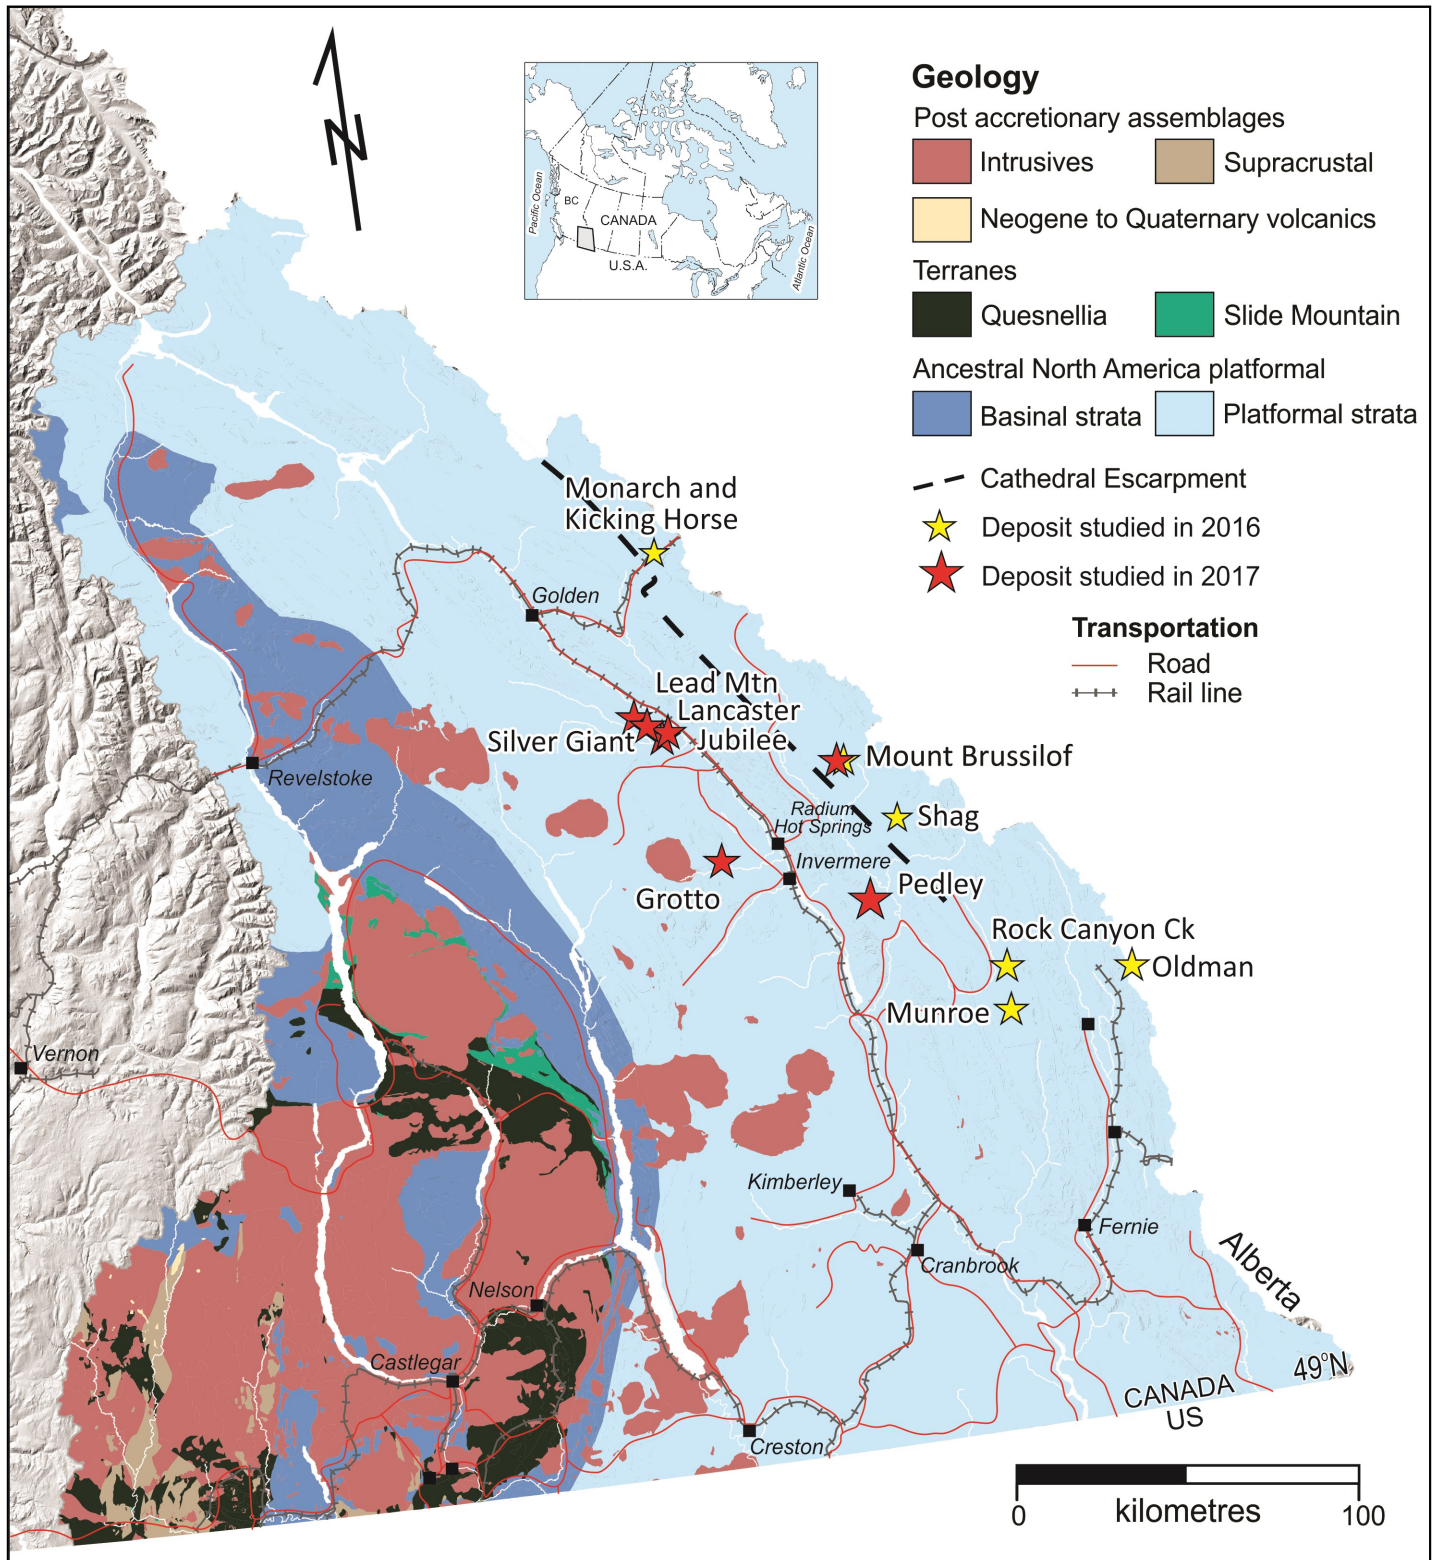 N
Pacific Ocean
BC
CANADA
U.S.A.
Atlantic Ocean
Geology
Post accretionary assemblages
Intrusives
Supracrustal
Neogene to Quaternary volcanics
Terranes
Quesnellia
Slide Mountain
Ancestral North America platformal
Basinal strata
Platformal strata
Cathedral Escarpment
Deposit studied in 2016
Deposit studied in 2017
Transportation
Road
Rail line
Monarch and
Kicking Horse
Golden
Lead Mtn
Lancaster
Silver Giant
Jubilee
Mount Brussilof
Revelstoke
Radium
Hot Springs
Shag
Invermere
Grotto
Pedley
Rock Canyon Ck
Oldman
Munroe
Vernon
Kimberley
Fernie
Cranbrook
Alberta
Nelson
Castlegar
49°N
CANADA
US
Creston
kilometres
0
100